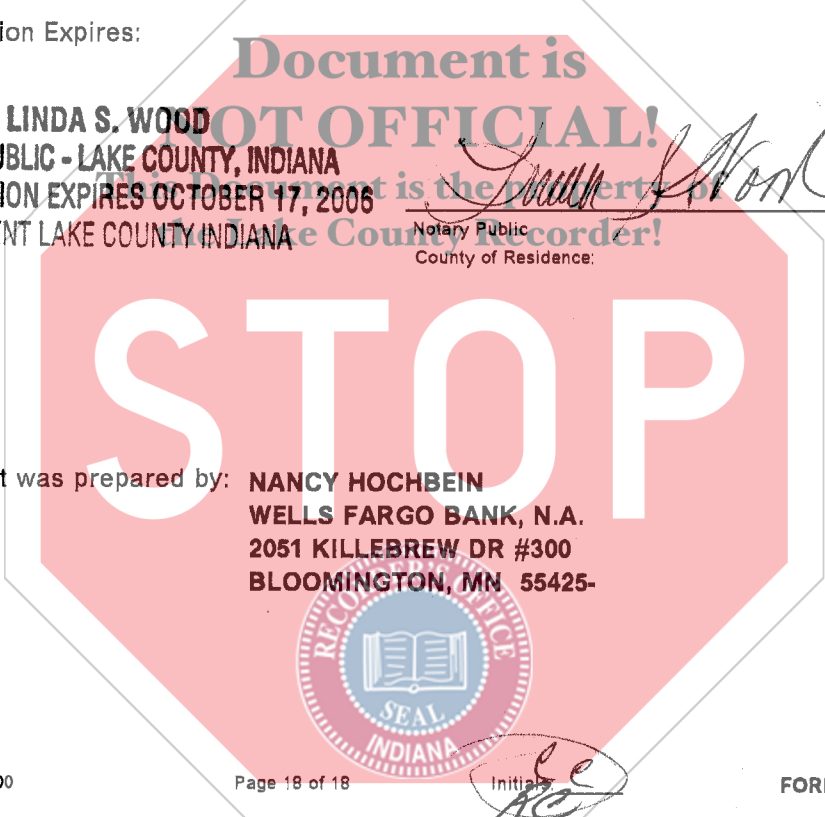 ion Expires:
Document is
NOT OFFICIAL!
LINDA S. WOOD
UBLIC - LAKE COUNTY, INDIANA
ION EXPIRES OCTOBER 17, 2006
This Document is the property of
NT LAKE COUNTY INDIANA
the Lake County Recorder!
Linda S Wood
Notary Public
County of Residence:
STOP
t was prepared by: NANCY HOCHBEIN
WELLS FARGO BANK, N.A.
2051 KILLEBREW DR #300
BLOOMINGTON, MN 55425-
RECORDER'S OFFICE
SEAL
INDIANA
00 Page 18 of 18 Initials: FOR